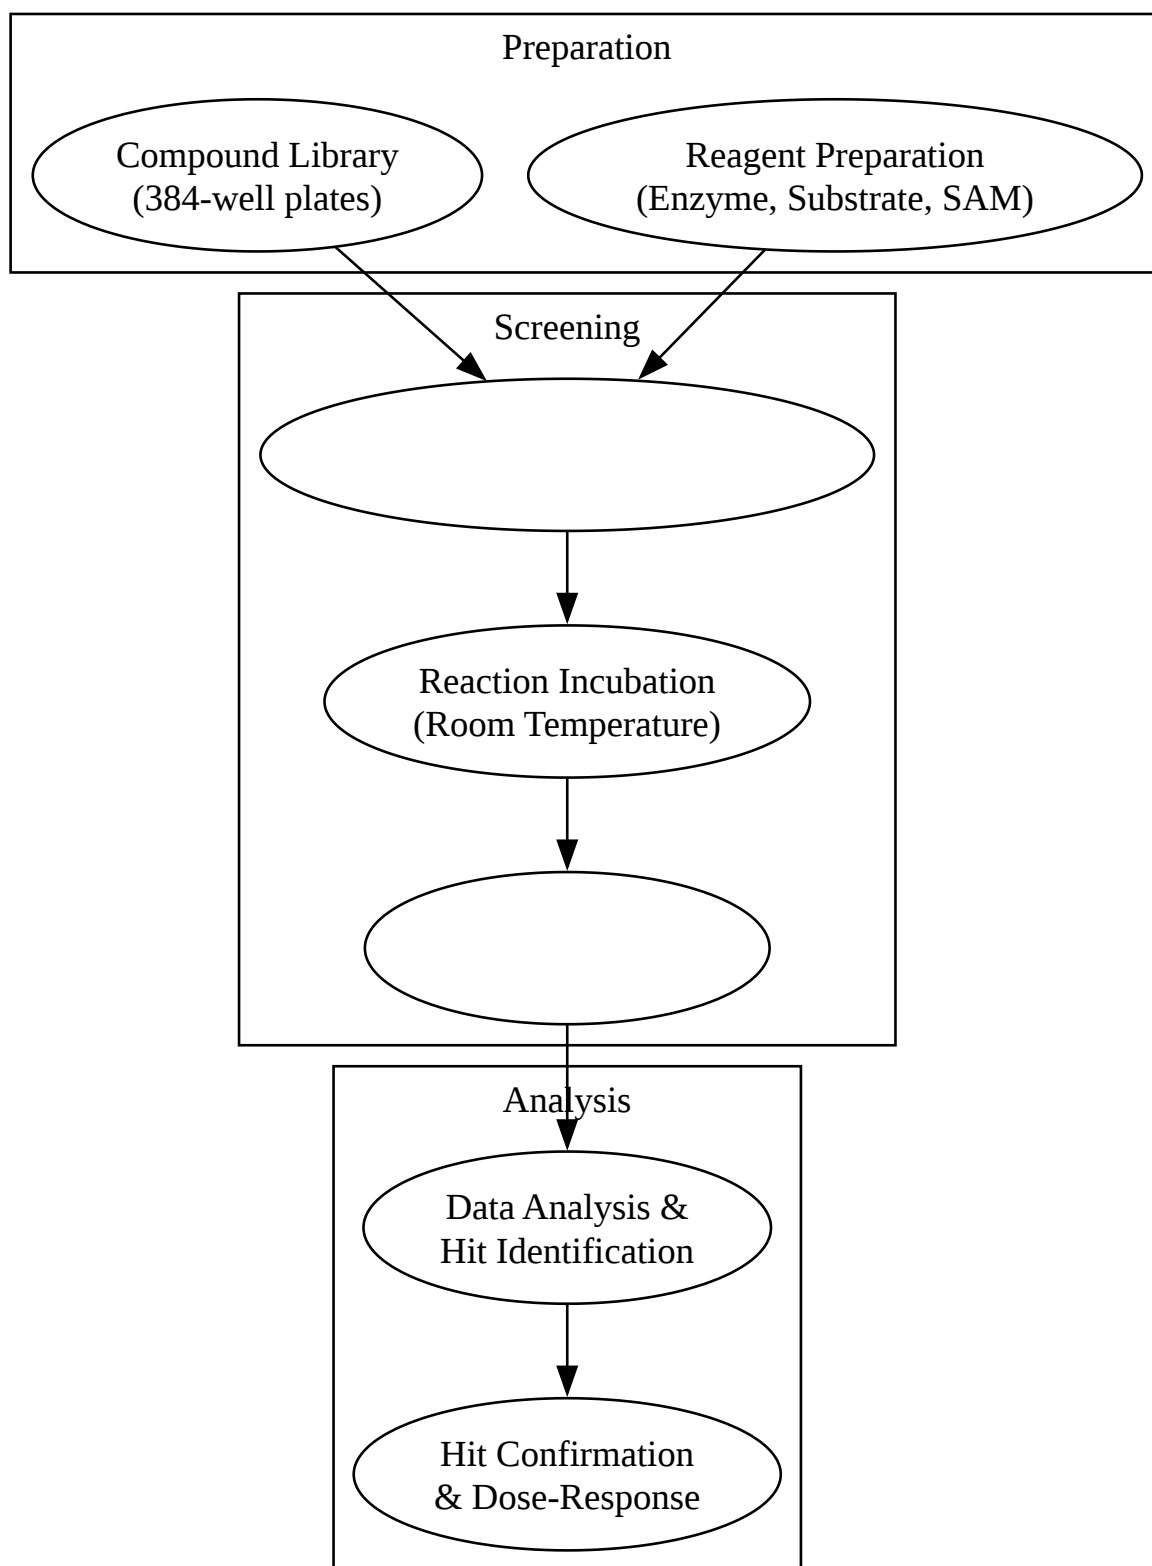 Preparation
Compound Library
(384-well plates)
Reagent Preparation
(Enzyme, Substrate, SAM)
Screening
Reaction Incubation
(Room Temperature)
Analysis
Data Analysis &
Hit Identification
Hit Confirmation
& Dose-Response